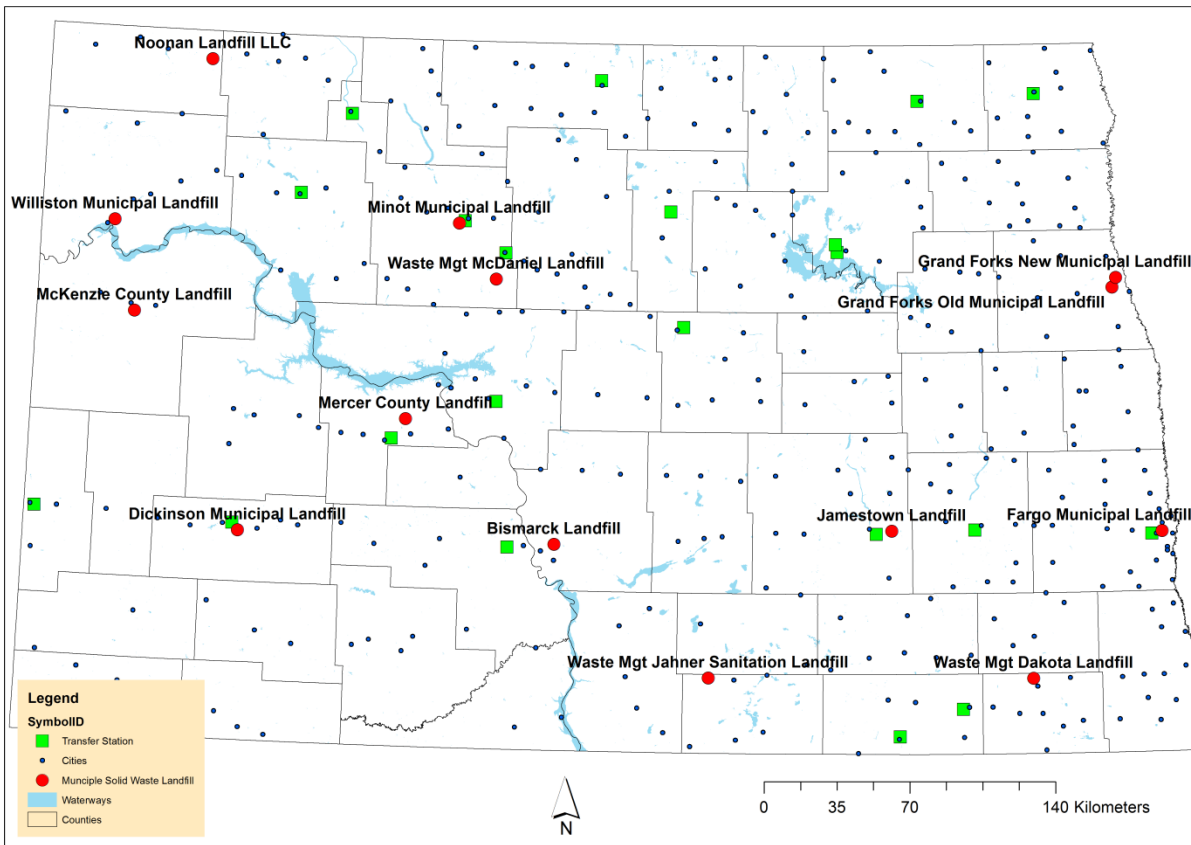 Noonan Landfill LLC
Williston Municipal Landfill
Minot Municipal Landfill
Waste Mgt McDaniel Landfill
Grand Forks New Municipal Landfill
McKenzie County Landfill
Grand Forks Old Municipal Landfill
Mercer County Landfill
Dickinson Municipal Landfill
Bismarck Landfill
Jamestown Landfill
Fargo Municipal Landfill
Waste Mgt Jahner Sanitation Landfill
Waste Mgt Dakota Landfill
Legend
SymbolID
Transfer Station
Cities
Munciple Solid Waste Landfill
Waterways
Counties
N
0 35 70 140 Kilometers